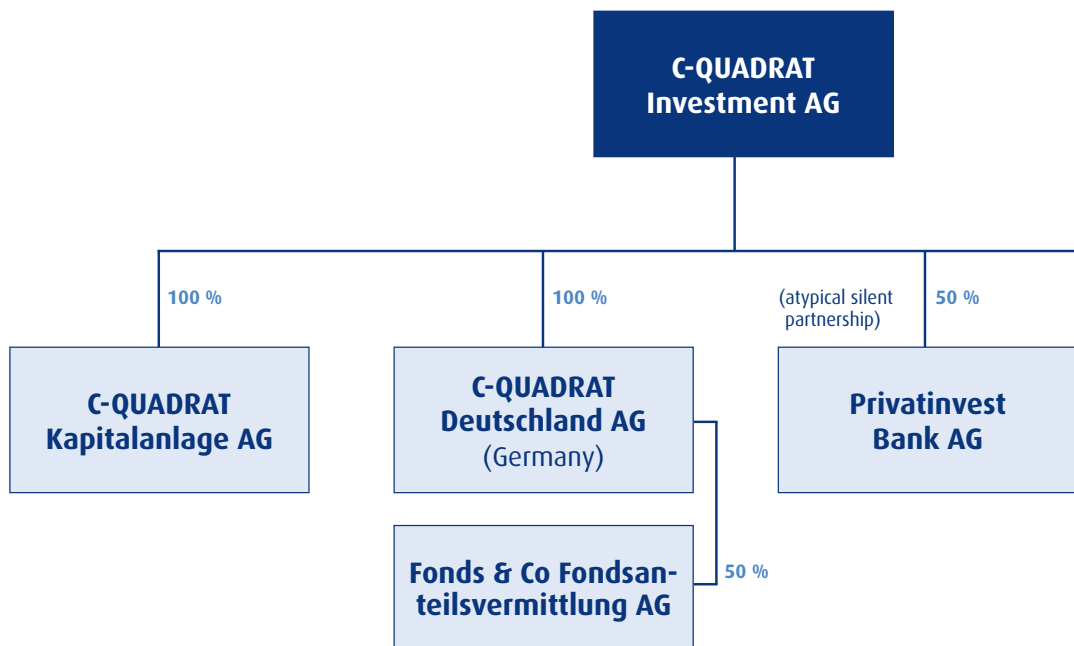 C-QUADRAT
Investment AG
100 %
100 %
(atypical silent
partnership)
50 %
C-QUADRAT
Kapitalanlage AG
C-QUADRAT
Deutschland AG
(Germany)
Privatinvest
Bank AG
Fonds & Co Fondsan-
teilsvermittlung AG
50 %